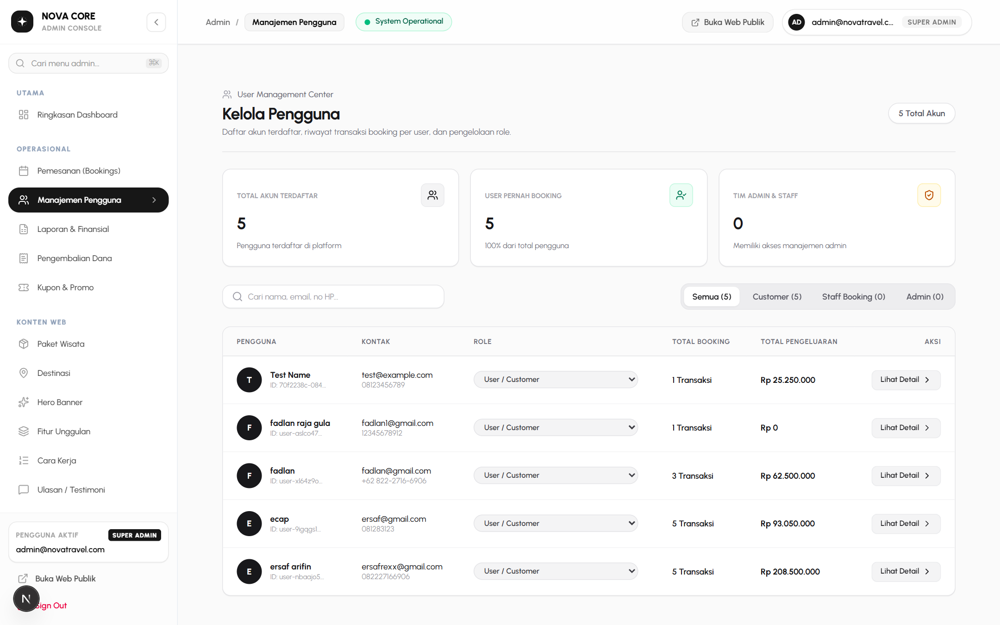 NOVA CORE
ADMIN CONSOLE
Cari menu admin...
⌘K
UTAMA
Ringkasan Dashboard
OPERASIONAL
Pemesanan (Bookings)
Manajemen Pengguna
Laporan & Finansial
Pengembalian Dana
Kupon & Promo
KONTEN WEB
Paket Wisata
Destinasi
Hero Banner
Fitur Unggulan
Cara Kerja
Ulasan / Testimoni
PENGGUNA AKTIF SUPER ADMIN
admin@novatravel.com
Buka Web Publik
N
Sign Out
Admin / Manajemen Pengguna
System Operational
Buka Web Publik
AD admin@novatravel.c... SUPER ADMIN
User Management Center
Kelola Pengguna
Daftar akun terdaftar, riwayat transaksi booking per user, dan pengelolaan role.
5 Total Akun
TOTAL AKUN TERDAFTAR
5
Pengguna terdaftar di platform
USER PERNAH BOOKING
5
100% dari total pengguna
TIM ADMIN & STAFF
0
Memiliki akses manajemen admin
Cari nama, email, no HP...
Semua (5) Customer (5) Staff Booking (0) Admin (0)
PENGGUNA KONTAK ROLE TOTAL BOOKING TOTAL PENGELUARAN AKSI
T Test Name test@example.com User / Customer 1 Transaksi Rp 25.250.000 Lihat Detail
ID: 70f2238c-084... 08123456789
F fadlan raja gula fadlan1@gmail.com User / Customer 1 Transaksi Rp 0 Lihat Detail
ID: user-aslco47... 12345678912
F fadlan fadlan@gmail.com User / Customer 3 Transaksi Rp 62.500.000 Lihat Detail
ID: user-xl64z9o... +62 822-2716-6906
E ecap ersaf@gmail.com User / Customer 5 Transaksi Rp 93.050.000 Lihat Detail
ID: user-9igqgs1... 081283123
E ersaf arifin ersafrexx@gmail.com User / Customer 5 Transaksi Rp 208.500.000 Lihat Detail
ID: user-nbaajo5... 082227166906